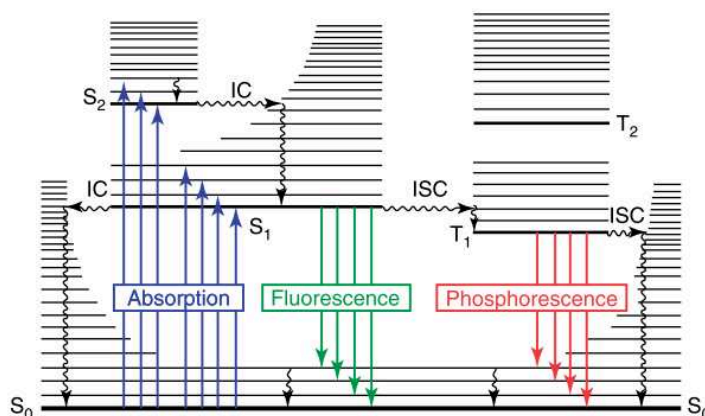 S2
IC
T2
IC
ISC
ISC
S1
T1
Absorption
Fluorescence
Phosphorescence
S0
S0